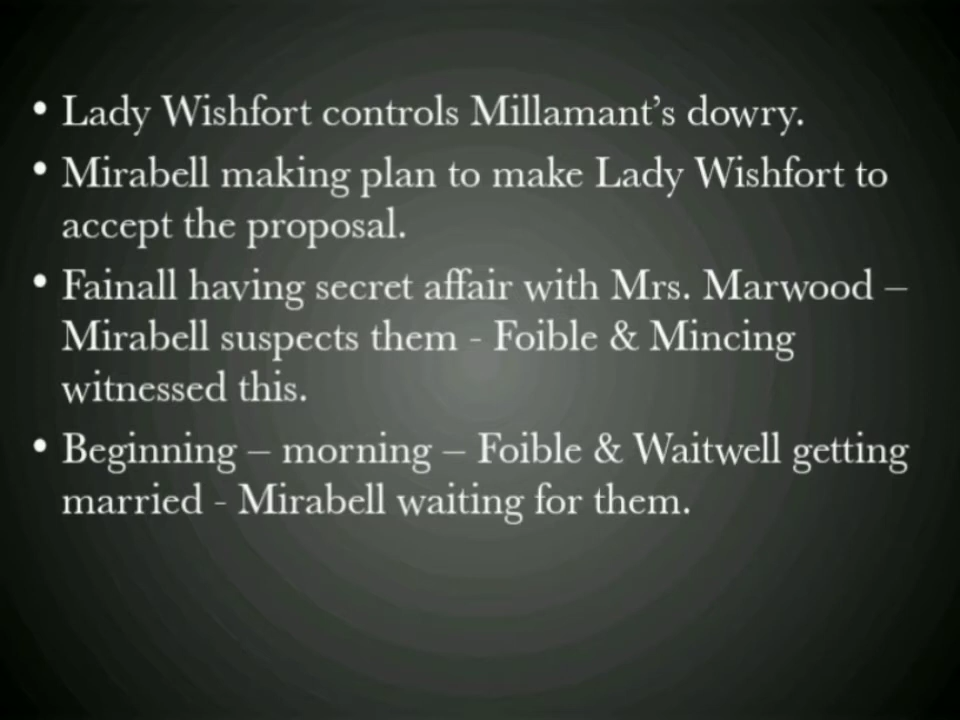 • Lady Wishfort controls Millamant’s dowry.
• Mirabell making plan to make Lady Wishfort to
accept the proposal.
• Fainall having secret affair with Mrs. Marwood –
Mirabell suspects them - Foible & Mincing
witnessed this.
• Beginning – morning – Foible & Waitwell getting
married - Mirabell waiting for them.